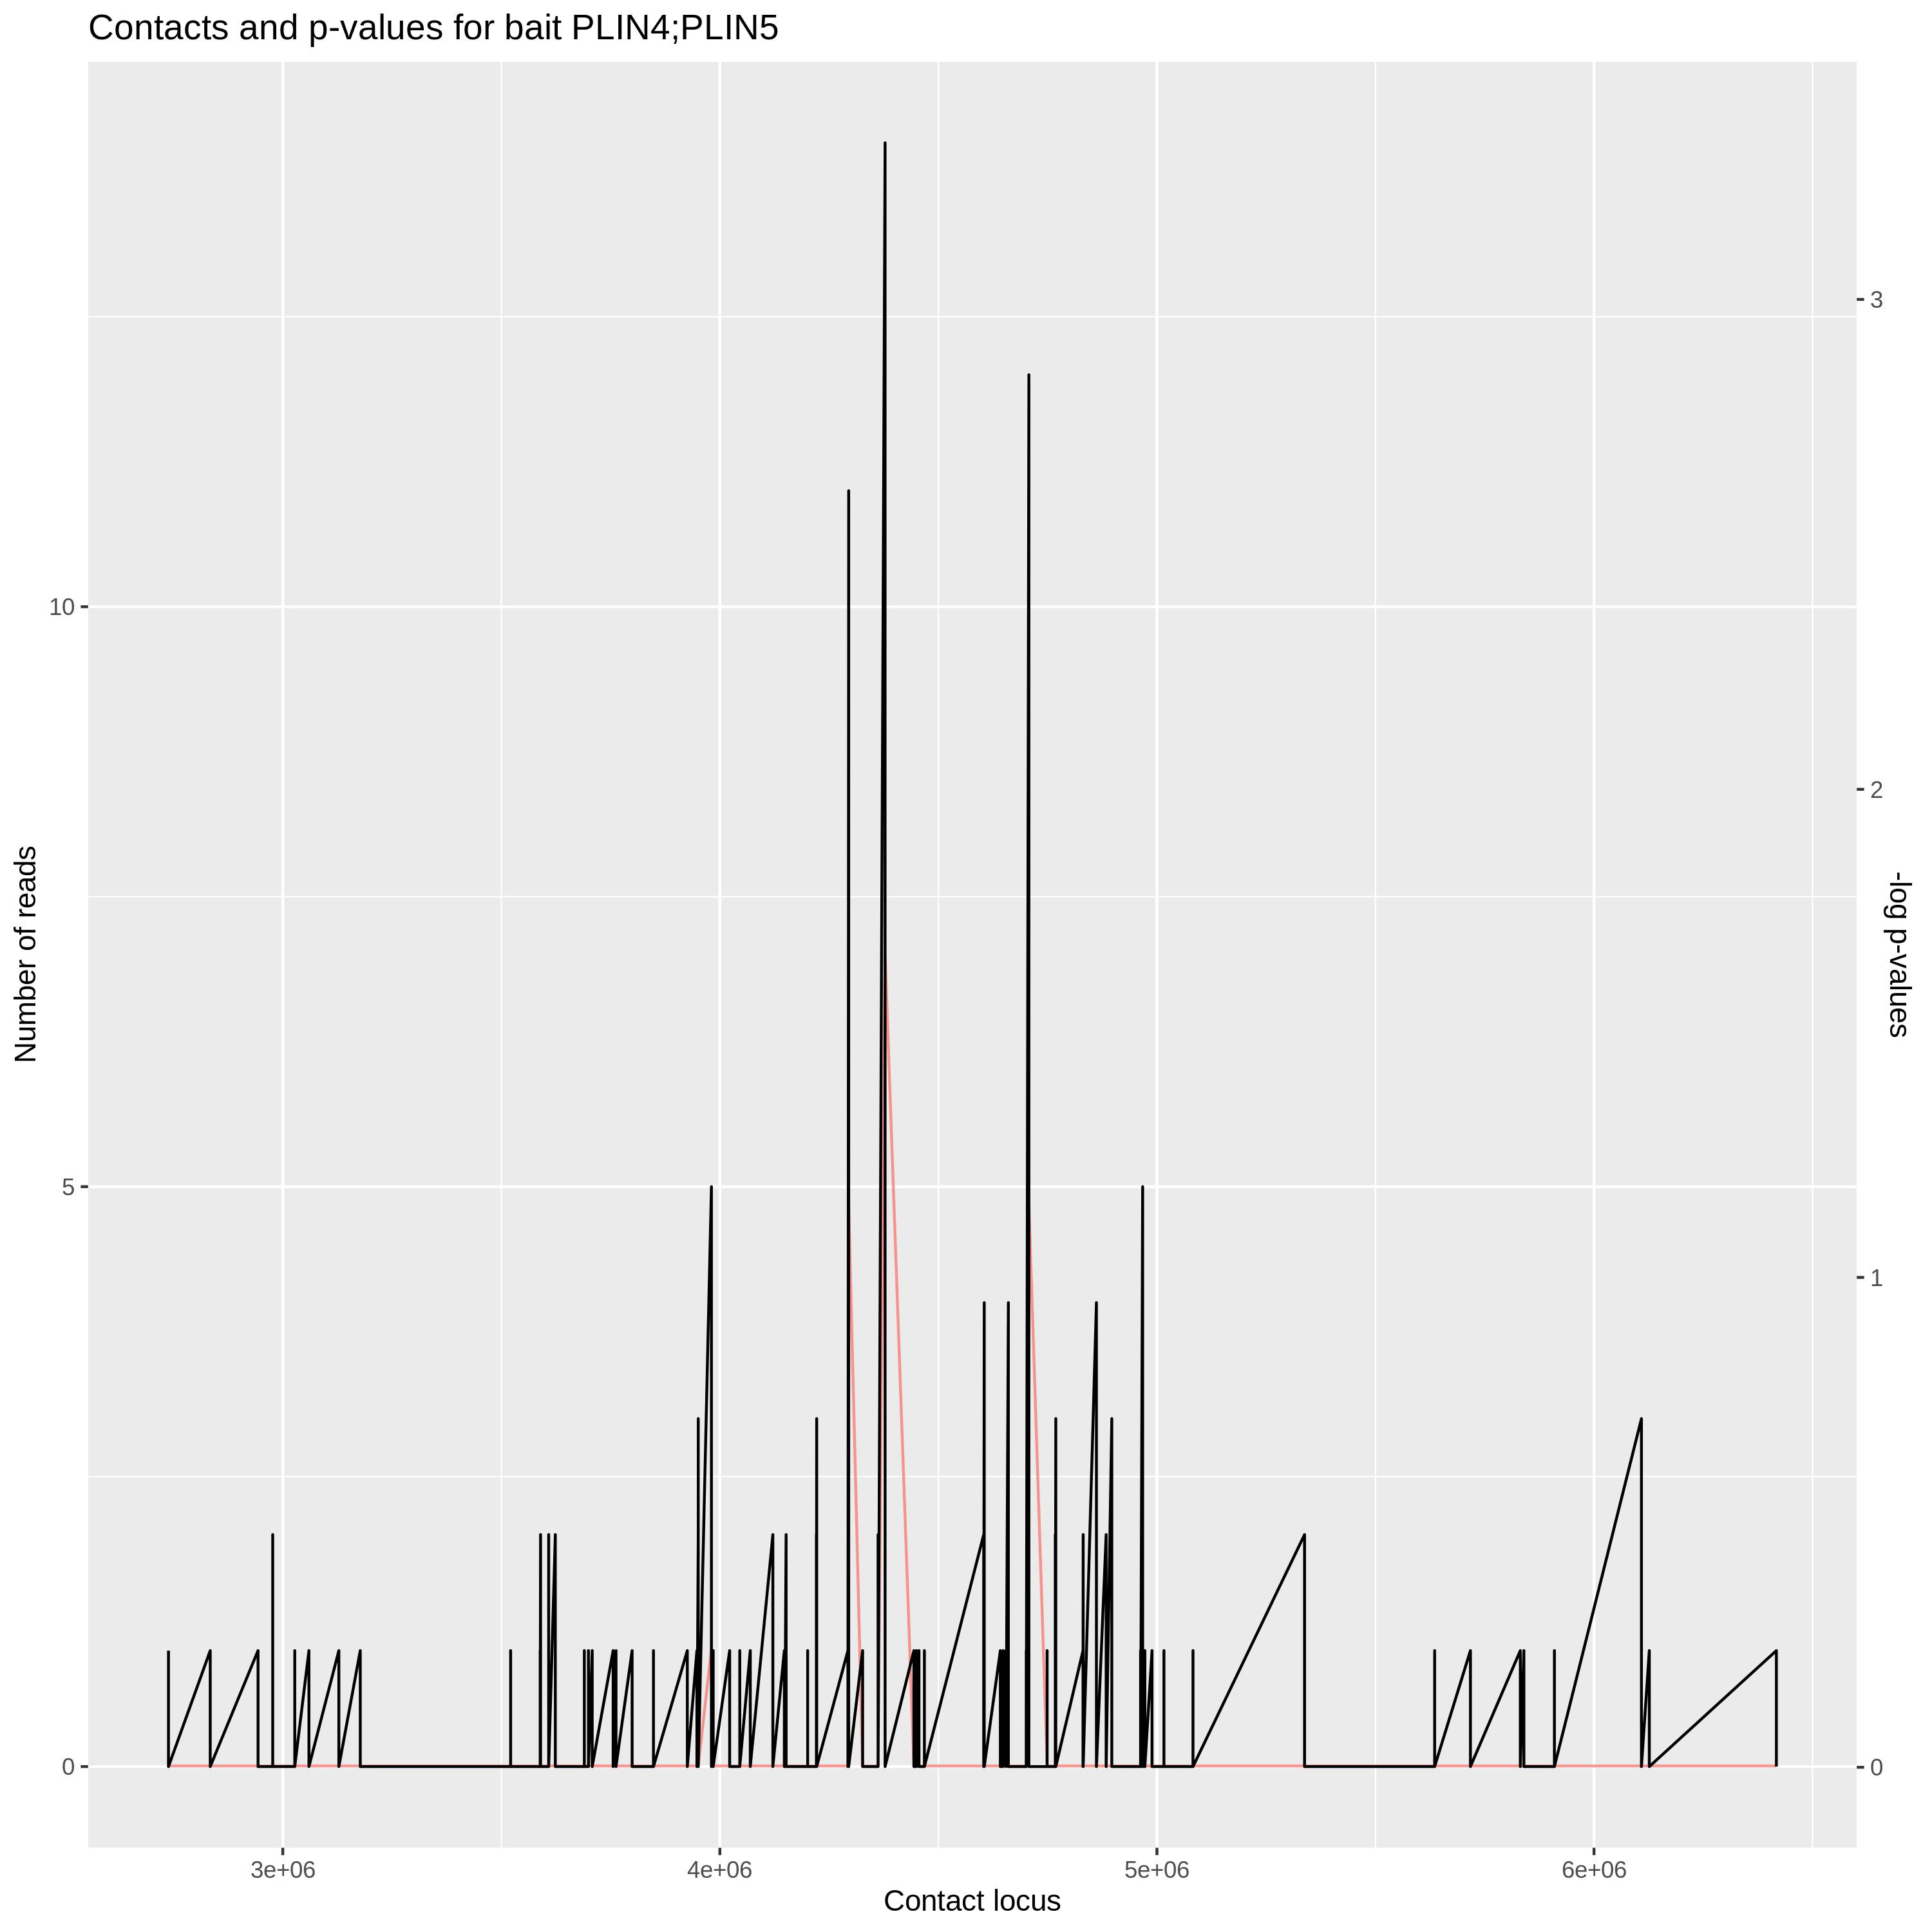 Contacts and p-values for bait PLIN4;PLIN5
Number of reads
10
5
0
3
2
1
0
-log p-values
3e+06
4e+06
5e+06
6e+06
Contact locus